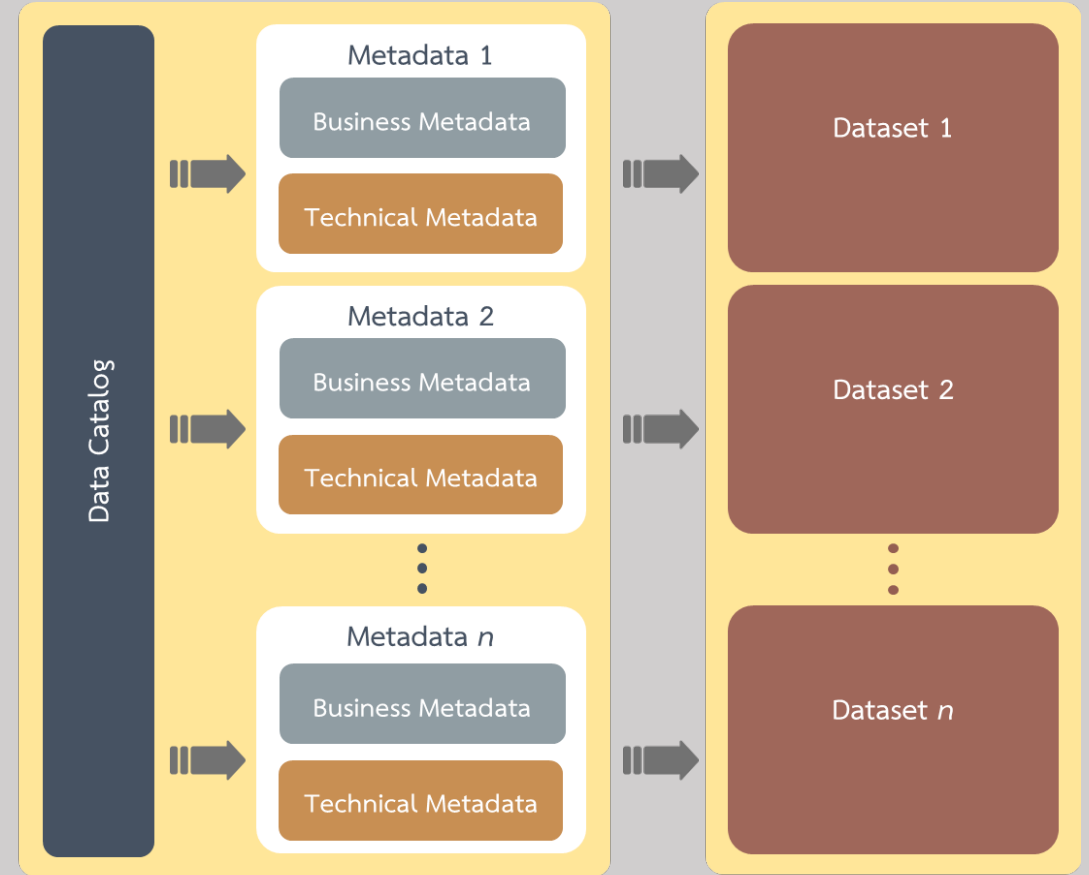 Data Catalog
Metadata 1
Business Metadata
Technical Metadata
Dataset 1
Metadata 2
Business Metadata
Technical Metadata
Dataset 2
Metadata n
Business Metadata
Technical Metadata
Dataset n